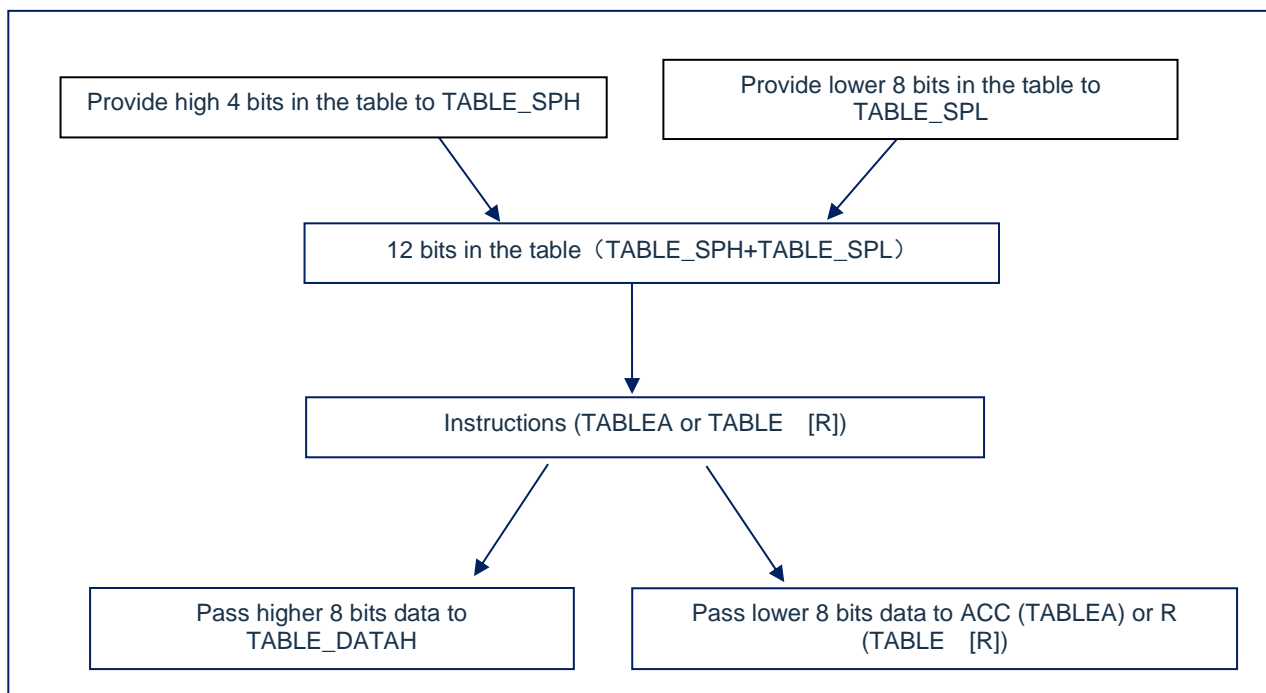 Provide high 4 bits in the table to TABLE_SPH
Provide lower 8 bits in the table to
TABLE_SPL
12 bits in the table（TABLE_SPH+TABLE_SPL）
Instructions (TABLEA or TABLE [R])
Pass higher 8 bits data to
TABLE_DATAH
Pass lower 8 bits data to ACC (TABLEA) or R
(TABLE [R])